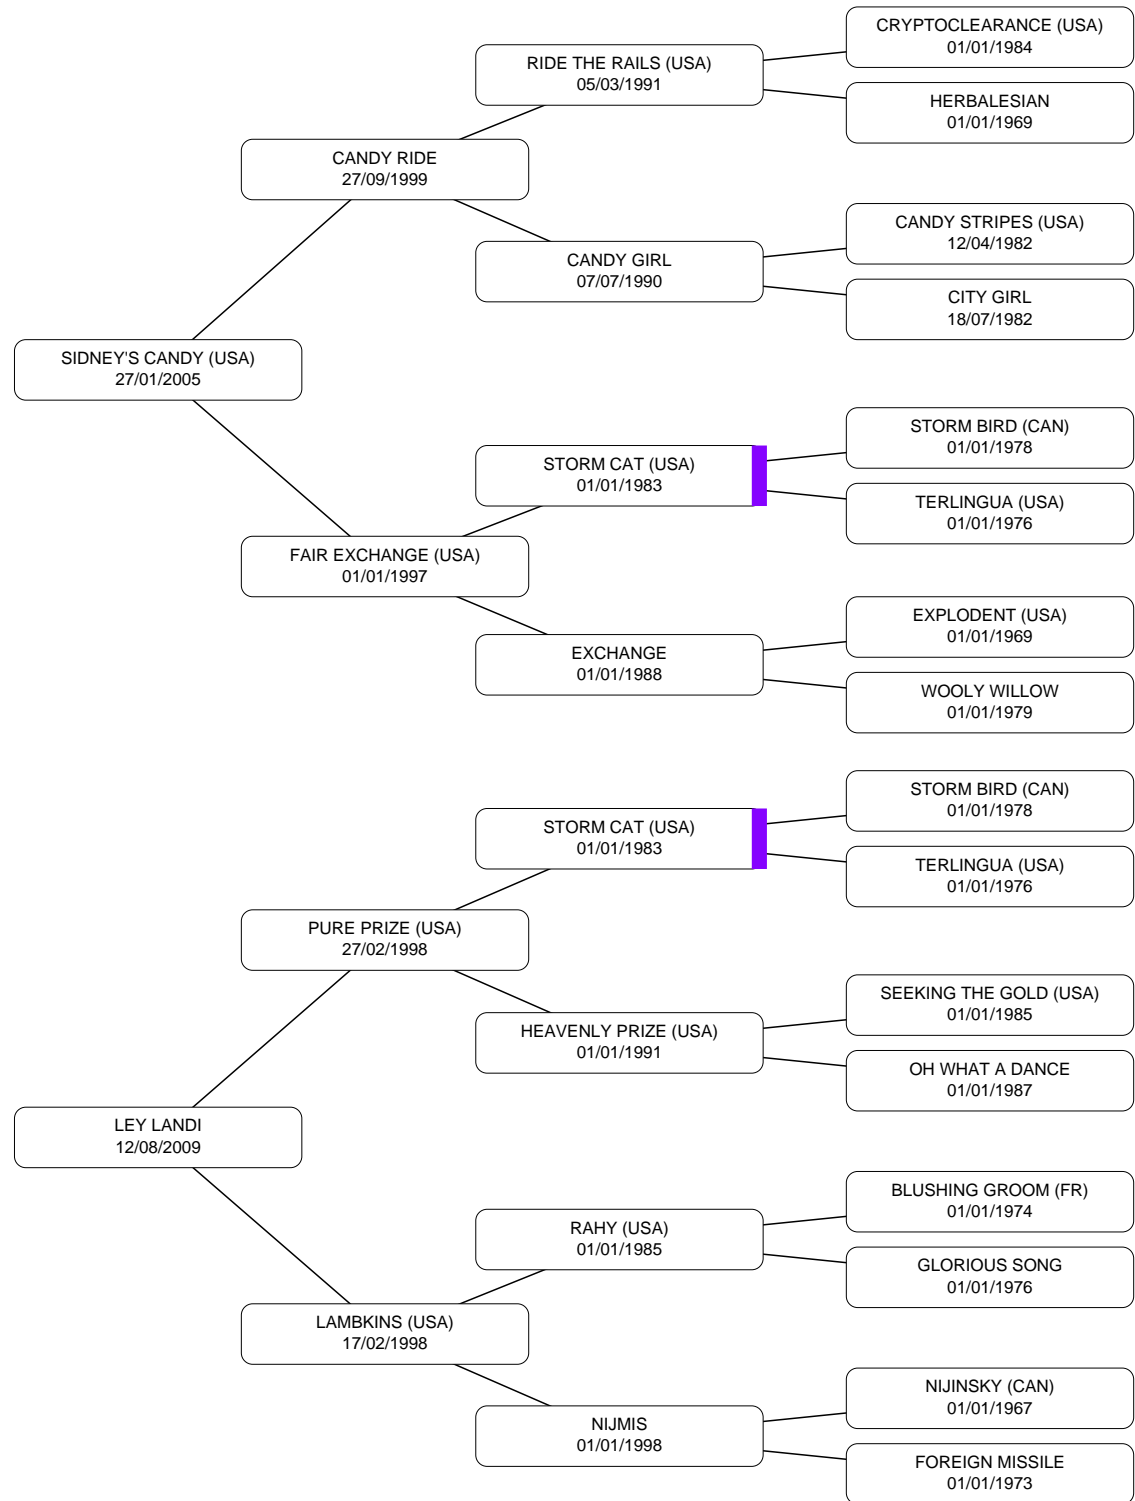 CRYPTOCLEARANCE (USA)
01/01/1984
RIDE THE RAILS (USA)
05/03/1991
HERBALESIAN
01/01/1969
CANDY RIDE
27/09/1999
CANDY STRIPES (USA)
12/04/1982
CANDY GIRL
07/07/1990
CITY GIRL
18/07/1982
SIDNEY'S CANDY (USA)
27/01/2005
STORM BIRD (CAN)
01/01/1978
STORM CAT (USA)
01/01/1983
TERLINGUA (USA)
01/01/1976
FAIR EXCHANGE (USA)
01/01/1997
EXPLODENT (USA)
01/01/1969
EXCHANGE
01/01/1988
WOOLY WILLOW
01/01/1979
STORM BIRD (CAN)
01/01/1978
STORM CAT (USA)
01/01/1983
TERLINGUA (USA)
01/01/1976
PURE PRIZE (USA)
27/02/1998
SEEKING THE GOLD (USA)
01/01/1985
HEAVENLY PRIZE (USA)
01/01/1991
OH WHAT A DANCE
01/01/1987
LEY LANDI
12/08/2009
BLUSHING GROOM (FR)
01/01/1974
RAHY (USA)
01/01/1985
GLORIOUS SONG
01/01/1976
LAMBKINS (USA)
17/02/1998
NIJINSKY (CAN)
01/01/1967
NIJMIS
01/01/1998
FOREIGN MISSILE
01/01/1973